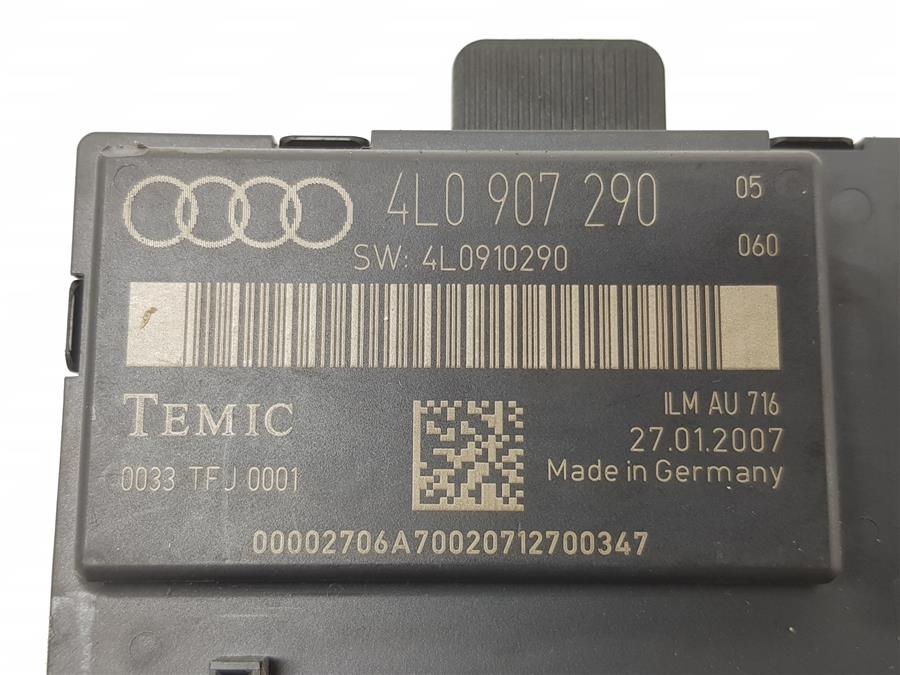 4L0 907 290 05
SW: 4L0910290 060
TEMIC
ILM AU 716
27.01.2007
0033 TFJ 0001
Made in Germany
00002706A70020712700347